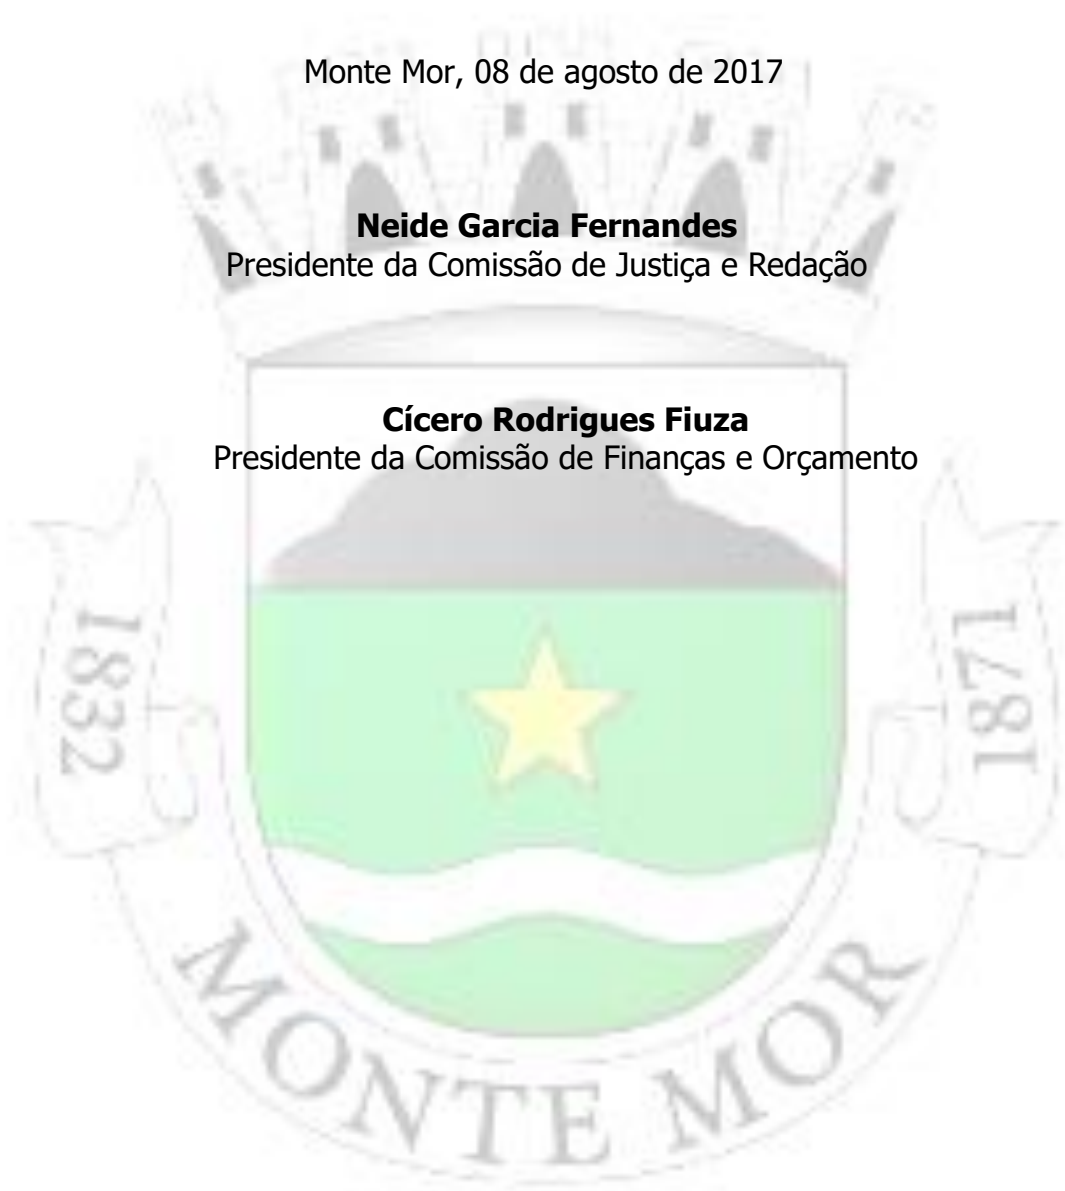 Monte Mor, 08 de agosto de 2017
Neide Garcia Fernandes
Presidente da Comissão de Justiça e Redação
Cícero Rodrigues Fiuza
Presidente da Comissão de Finanças e Orçamento
1832
1871
MONTE MOR